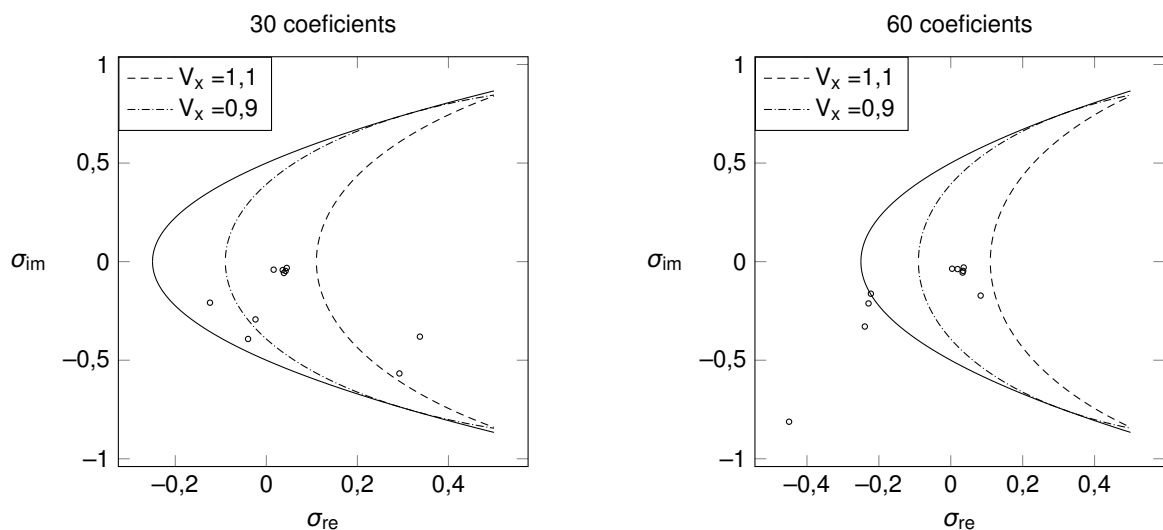 30 coeficients
V_x =1,1
V_x =0,9
1
0,5
0
−0,5
−1
σ_im
−0,2 0 0,2 0,4
σ_re
60 coeficients
V_x =1,1
V_x =0,9
1
0,5
0
−0,5
−1
σ_im
−0,4 −0,2 0 0,2 0,4
σ_re